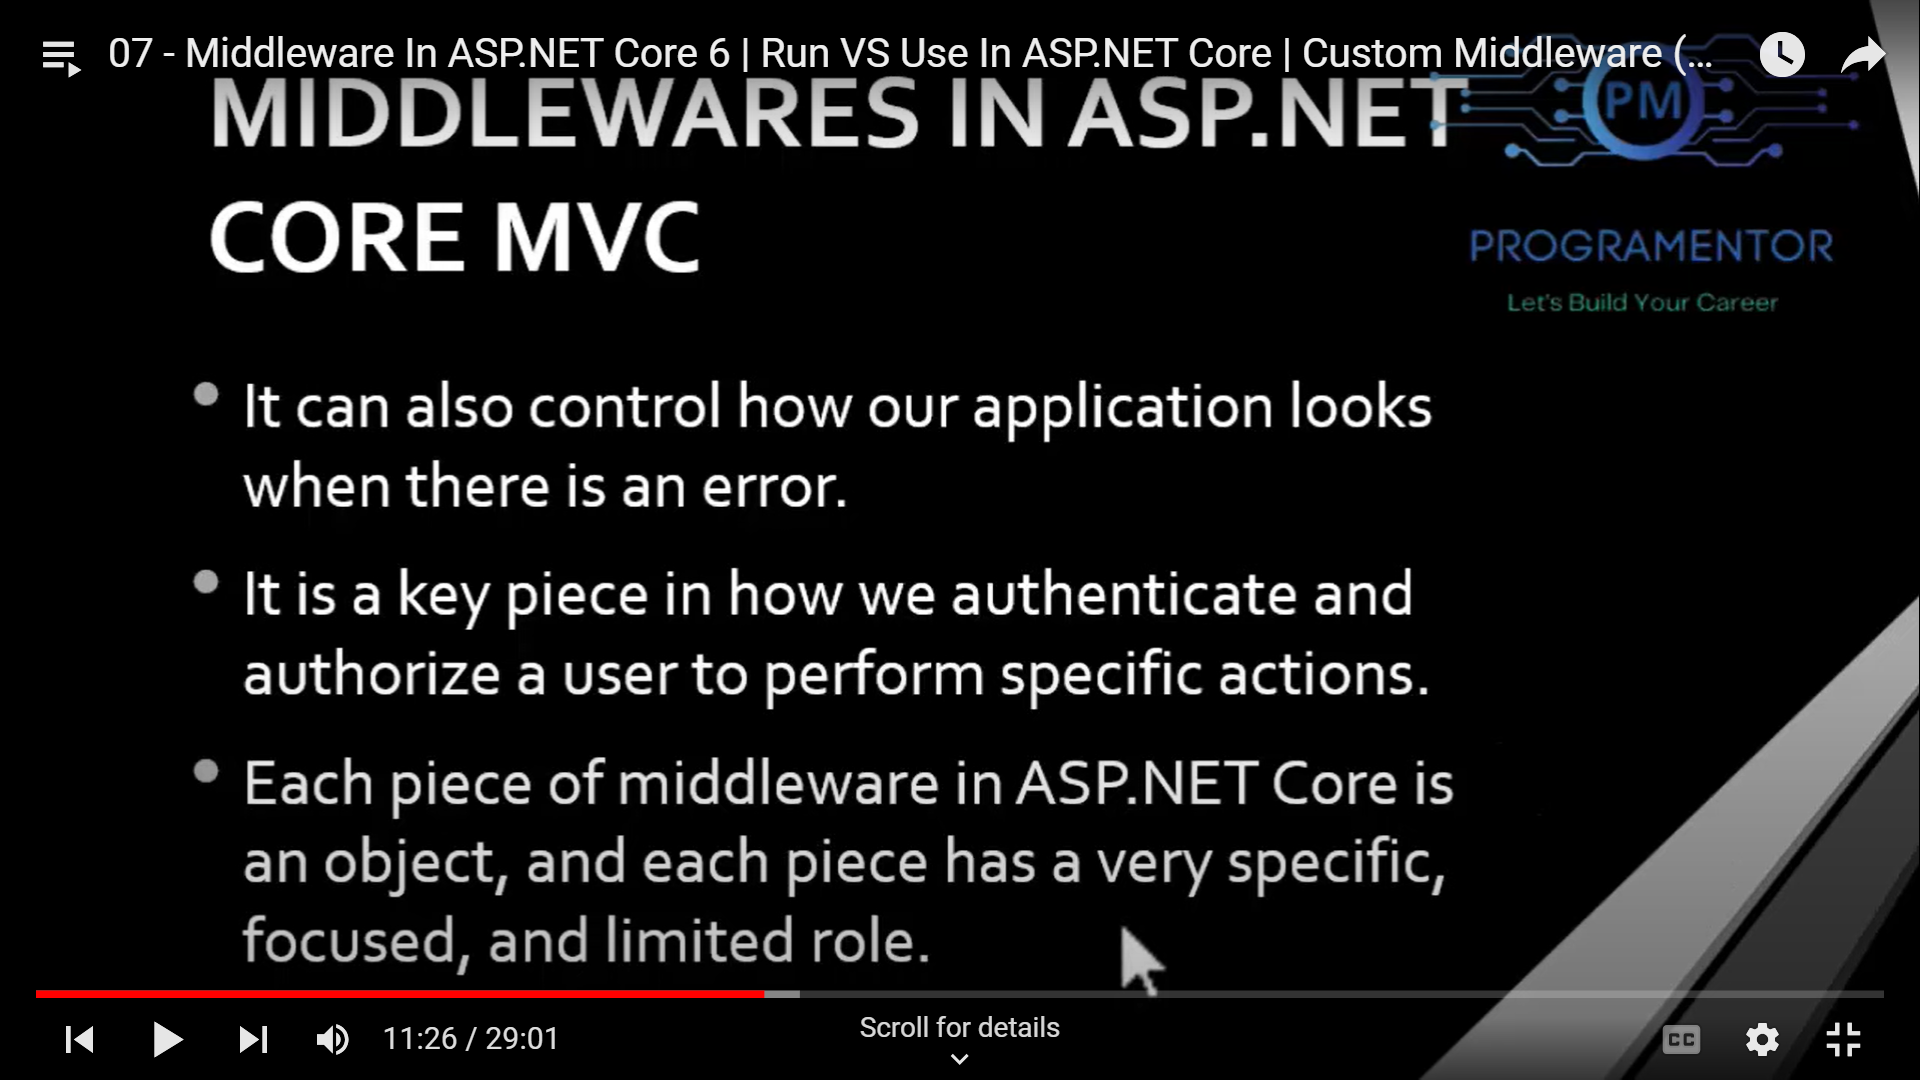 07 - Middleware In ASP.NET Core 6 | Run VS Use In ASP.NET Core | Custom Middleware (...
MIDDLEWARES IN ASP.NET
CORE MVC
PM
PROGRAMENTOR
Let's Build Your Career
• It can also control how our application looks
when there is an error.
• It is a key piece in how we authenticate and
authorize a user to perform specific actions.
• Each piece of middleware in ASP.NET Core is
an object, and each piece has a very specific,
focused, and limited role.
11:26 / 29:01
Scroll for details
CC